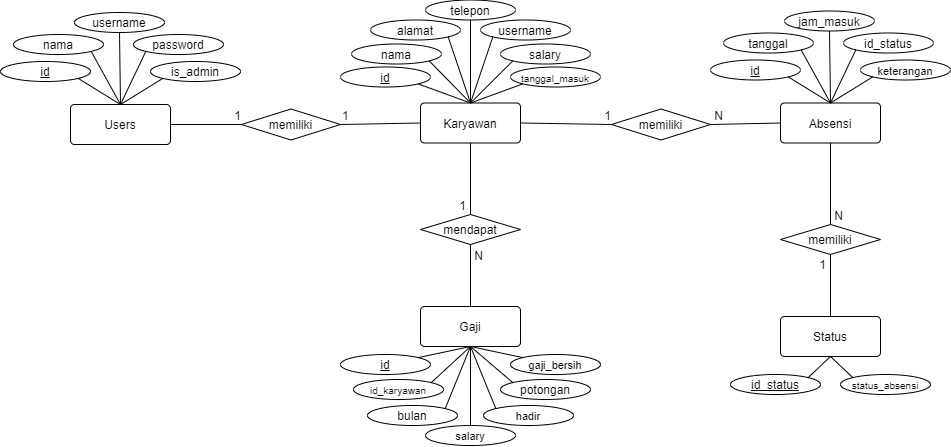 username
nama
password
id
is_admin
Users
1
memiliki
1
telepon
alamat
username
nama
salary
id
tanggal_masuk
Karyawan
1
memiliki
N
jam_masuk
tanggal
id_status
id
keterangan
Absensi
1
mendapat
N
N
memiliki
1
Gaji
id
gaji_bersih
id_karyawan
potongan
bulan
hadir
salary
Status
id_status
status_absensi